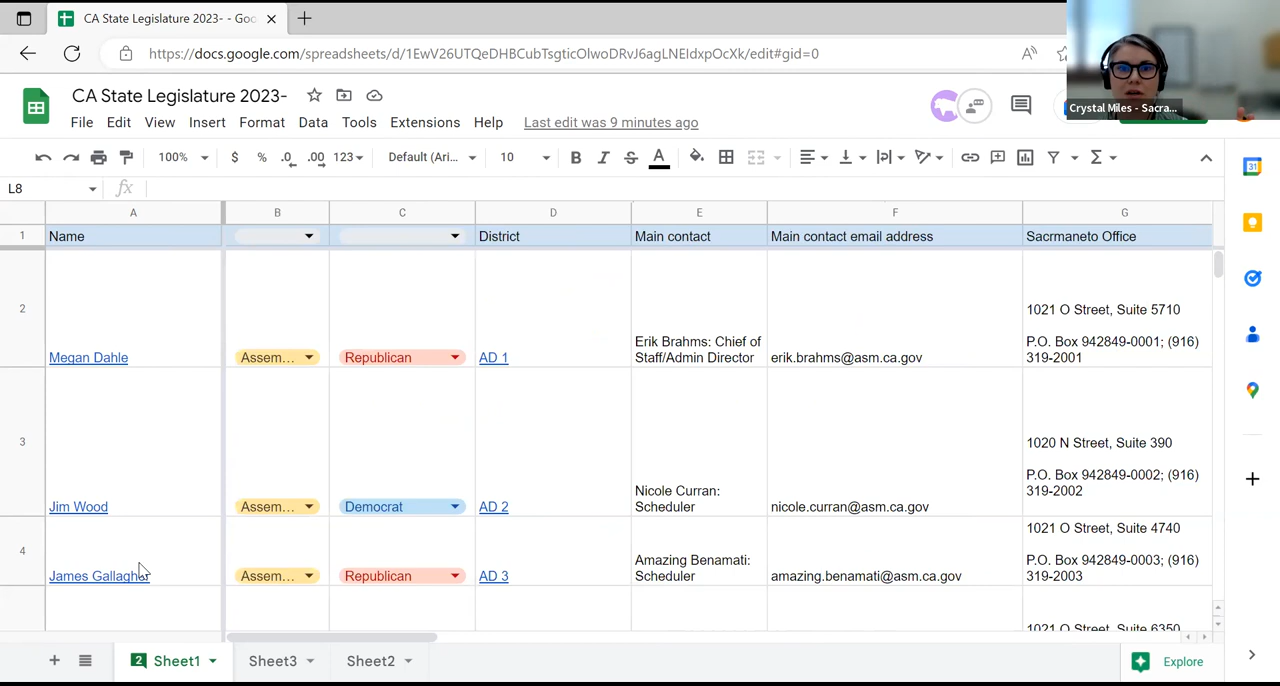 CA State Legislature 2023- - Goo
https://docs.google.com/spreadsheets/d/1EwV26UTQeDHBCubTsgticOlwoDRvJ6agLNEIdxpOcXk/edit#gid=0
Crystal Miles - Sacra...
CA State Legislature 2023-
File Edit View Insert Format Data Tools Extensions Help Last edit was 9 minutes ago
100% $ % .0 .00 123 Default (Ari... 10 B I S A
L8 fx
A B C D E F G
1 Name District Main contact Main contact email address Sacrmaneto Office
2
1021 O Street, Suite 5710
Erik Brahms: Chief of
P.O. Box 942849-0001; (916)
Megan Dahle Assem... Republican AD 1 Staff/Admin Director erik.brahms@asm.ca.gov 319-2001
3
1020 N Street, Suite 390
P.O. Box 942849-0002; (916)
Nicole Curran:
319-2002
Jim Wood Assem... Democrat AD 2 Scheduler nicole.curran@asm.ca.gov
1021 O Street, Suite 4740
4
Amazing Benamati:
P.O. Box 942849-0003; (916)
James Gallagher Assem... Republican AD 3 Scheduler amazing.benamati@asm.ca.gov 319-2003
1021 O Street, Suite 6350
2 Sheet1 Sheet3 Sheet2 Explore
31